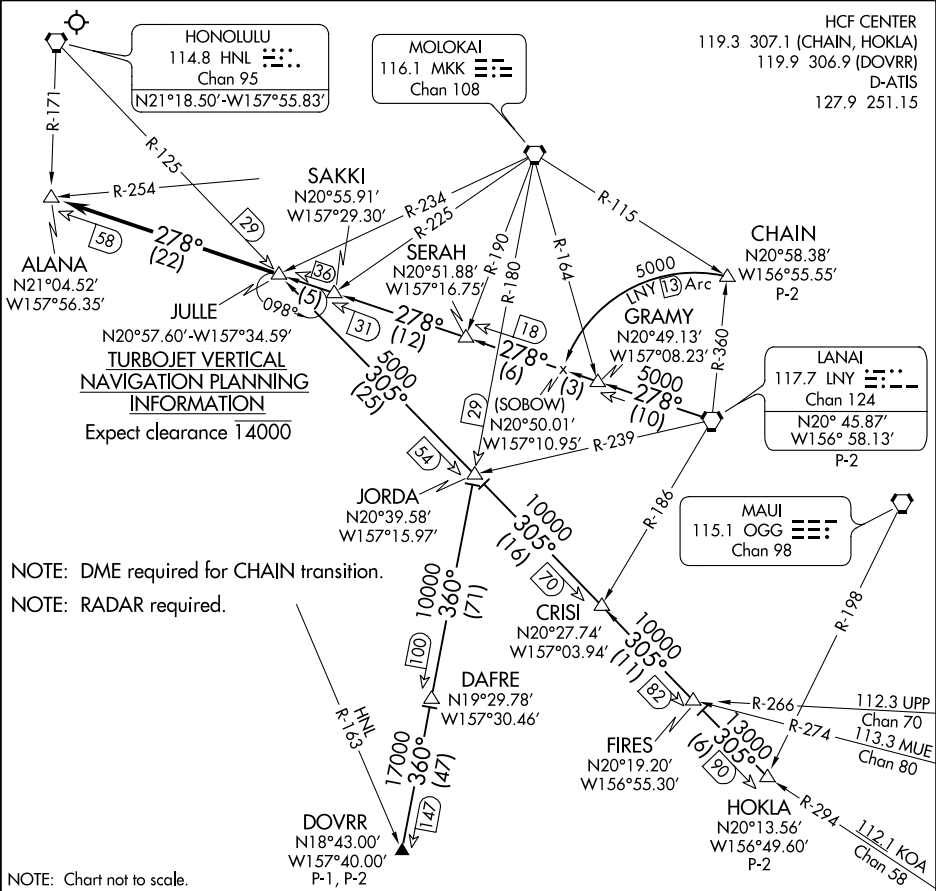 HCF CENTER
119.3 307.1 (CHAIN, HOKLA)
119.9 306.9 (DOVRR)
D-ATIS
127.9 251.15
HONOLULU
114.8 HNL
Chan 95
N21°18.50'-W157°55.83'
MOLOKAI
116.1 MKK
Chan 108
R-171
R-125
R-254
29
58
278°
(22)
ALANA
N21°04.52'
W157°56.35'
SAKKI
N20°55.91'
W157°29.30'
R-234
R-225
R-190
R-180
R-164
R-115
SERAH
N20°51.88'
W157°16.75'
5000
LNY 13 Arc
CHAIN
N20°58.38'
W156°55.55'
P-2
GRAMY
N20°49.13'
W157°08.23'
36
(5)
31
098°
JULLE
N20°57.60'-W157°34.59'
278°
(12)
18
278°
(6)
(3)
5000
278°
(10)
(SOBOW)
N20°50.01'
W157°10.95'
R-360
LANAI
117.7 LNY
Chan 124
N20° 45.87'
W156° 58.13'
P-2
TURBOJET VERTICAL
NAVIGATION PLANNING
INFORMATION
Expect clearance 14000
5000
305°
(25)
29
R-239
R-186
54
JORDA
N20°39.58'
W157°15.97'
MAUI
115.1 OGG
Chan 98
R-198
10000
305°
(16)
70
CRISI
N20°27.74'
W157°03.94'
NOTE: DME required for CHAIN transition.
NOTE: RADAR required.
10000
360°
(71)
100
DAFRE
N19°29.78'
W157°30.46'
10000
305°
(11)
82
FIRES
N20°19.20'
W156°55.30'
R-266
112.3 UPP
Chan 70
R-274
113.3 MUE
Chan 80
13000
305°
(6)
90
HOKLA
N20°13.56'
W156°49.60'
P-2
R-294
112.1 KOA
Chan 58
HNL
R-163
17000
360°
(47)
147
DOVRR
N18°43.00'
W157°40.00'
P-1, P-2
NOTE: Chart not to scale.